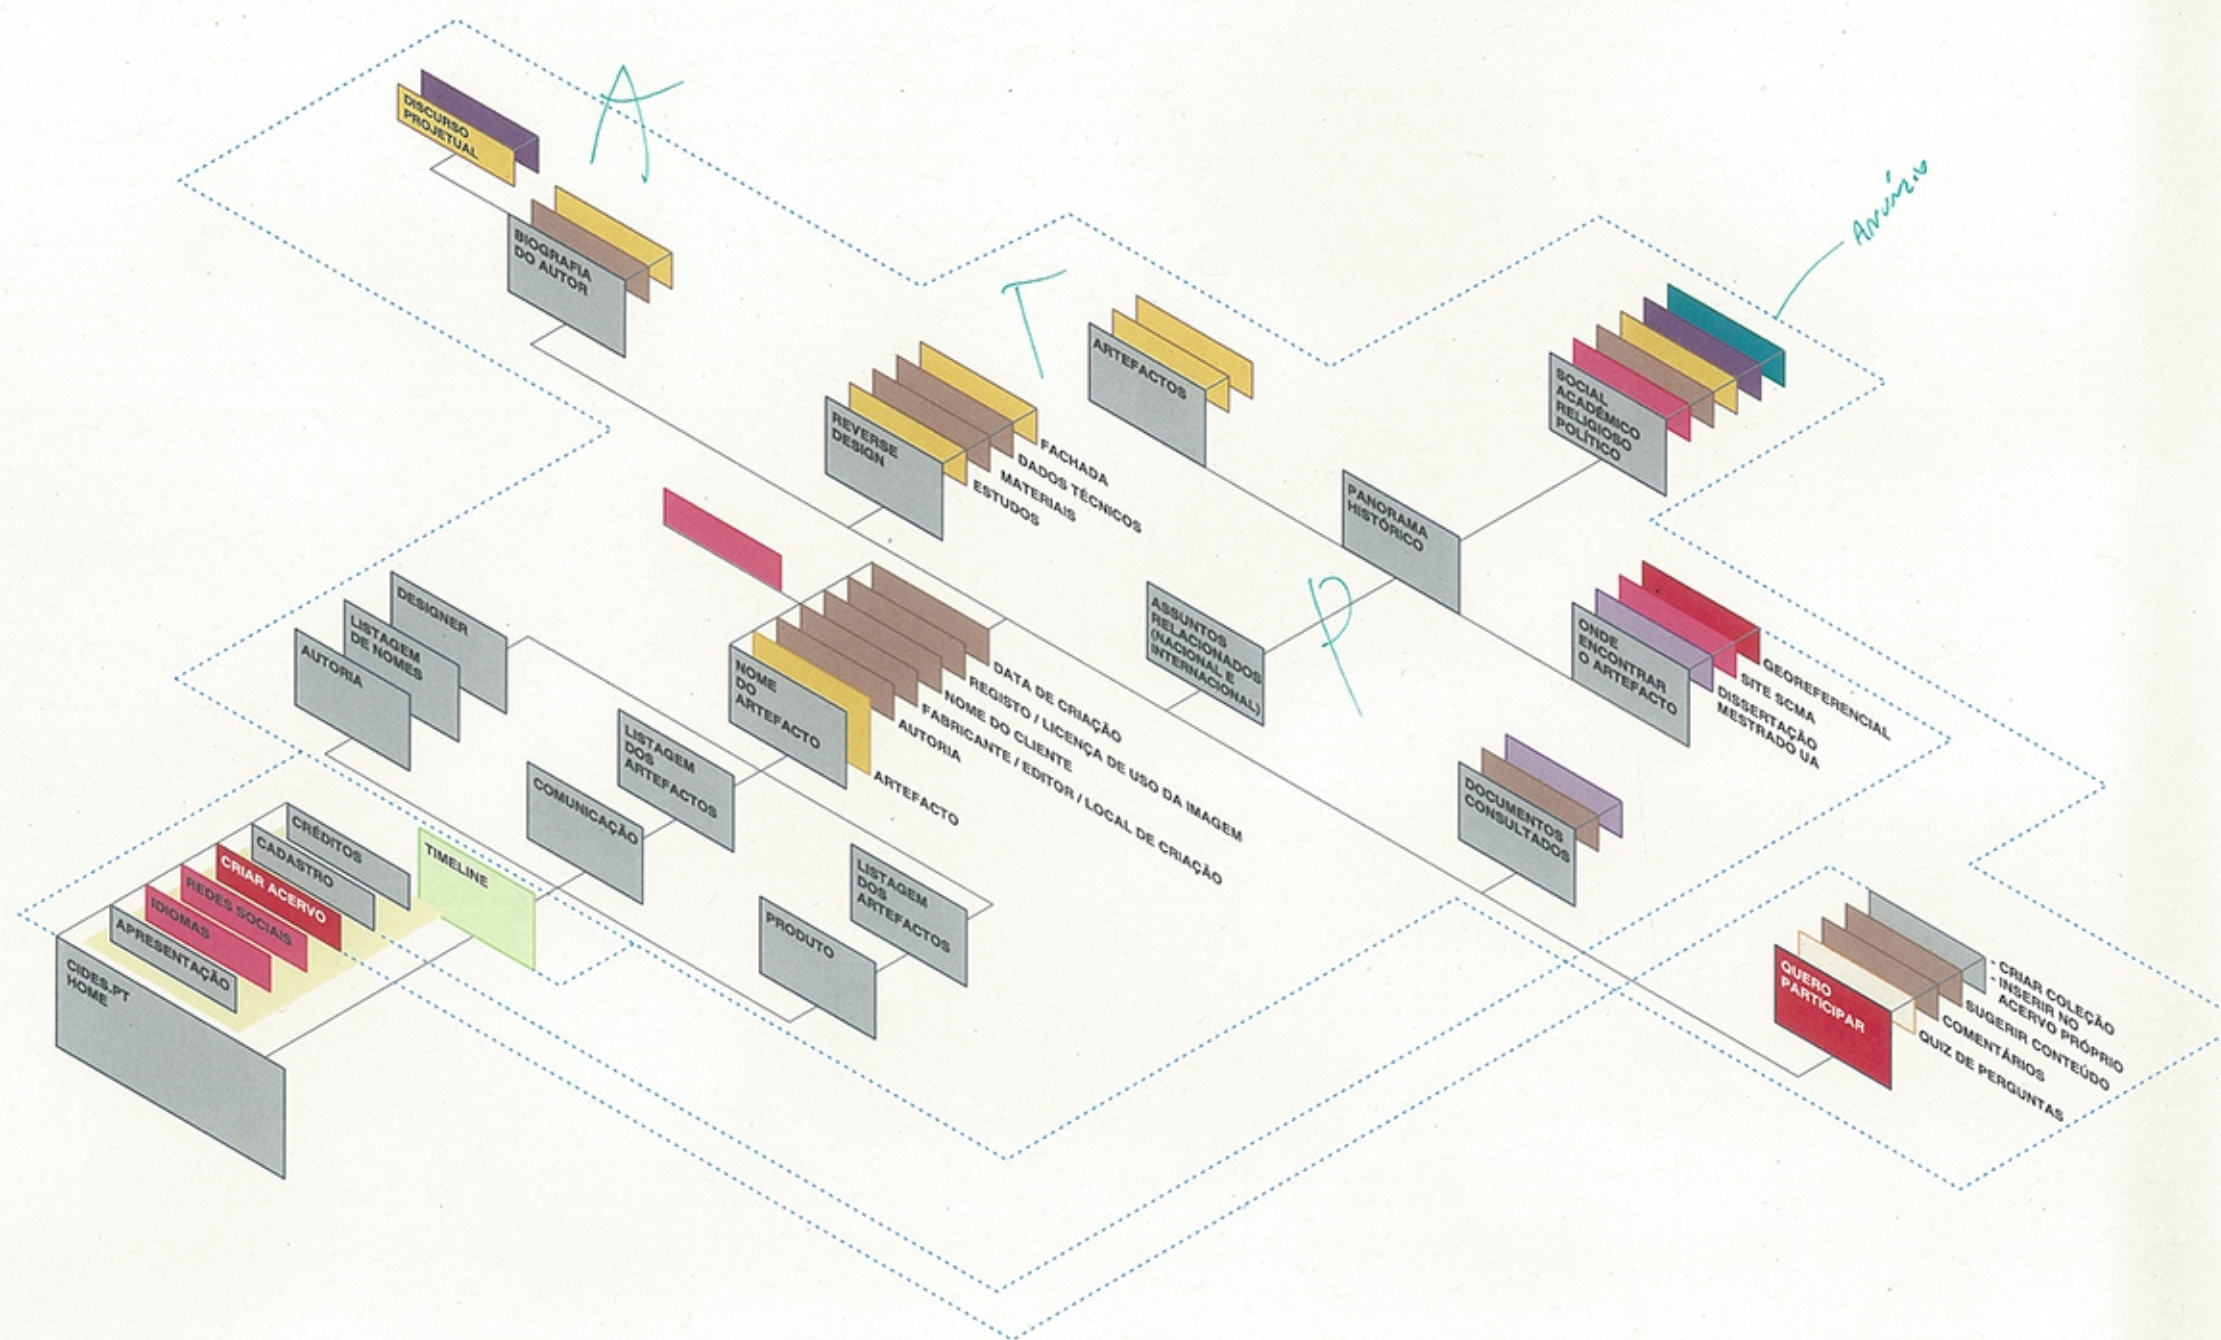 DISCURSO
PROJETUAL
A
BIOGRAFIA
DO AUTOR
ANÚNCIO
T
ARTEFACTOS
SOCIAL
ACADÉMICO
RELIGIOSO
POLÍTICO
REVERSE
DESIGN
FACHADA
DADOS TÉCNICOS
MATERIAIS
ESTUDOS
PANORAMA
HISTÓRICO
P
ASSUNTOS
RELACIONADOS
(NACIONAL E
INTERNACIONAL)
ONDE
ENCONTRAR
O ARTEFACTO
GEOREFERENCIAL
SITE SCMA
DISSERTAÇÃO
MESTRADO UA
DESIGNER
LISTAGEM
DE NOMES
AUTORIA
NOME
DO
ARTEFACTO
DATA DE CRIAÇÃO
REGISTO / LICENÇA DE USO DA IMAGEM
NOME DO CLIENTE
FABRICANTE / EDITOR / LOCAL DE CRIAÇÃO
AUTORIA
ARTEFACTO
LISTAGEM
DOS
ARTEFACTOS
COMUNICAÇÃO
DOCUMENTOS
CONSULTADOS
CRÉDITOS
CADASTRO
CRIAR ACERVO
REDES SOCIAIS
IDIOMAS
APRESENTAÇÃO
CIDES.PT
HOME
TIMELINE
LISTAGEM
DOS
ARTEFACTOS
PRODUTO
QUERO
PARTICIPAR
- CRIAR COLEÇÃO
- INSERIR NO
ACERVO PRÓPRIO
SUGERIR CONTEÚDO
COMENTÁRIOS
QUIZ DE PERGUNTAS